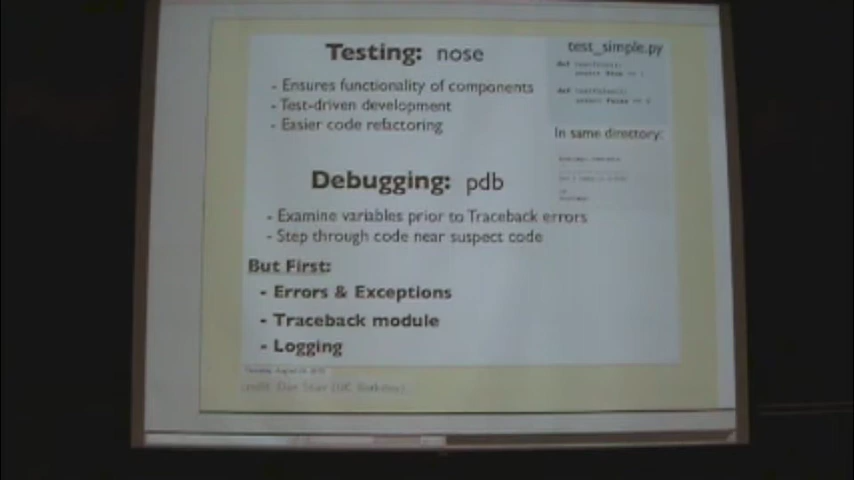 Testing: nose
- Ensures functionality of components
- Test-driven development
- Easier code refactoring
test_simple.py
In same directory:
Debugging: pdb
- Examine variables prior to Traceback errors
- Step through code near suspect code
But First:
- Errors & Exceptions
- Traceback module
- Logging